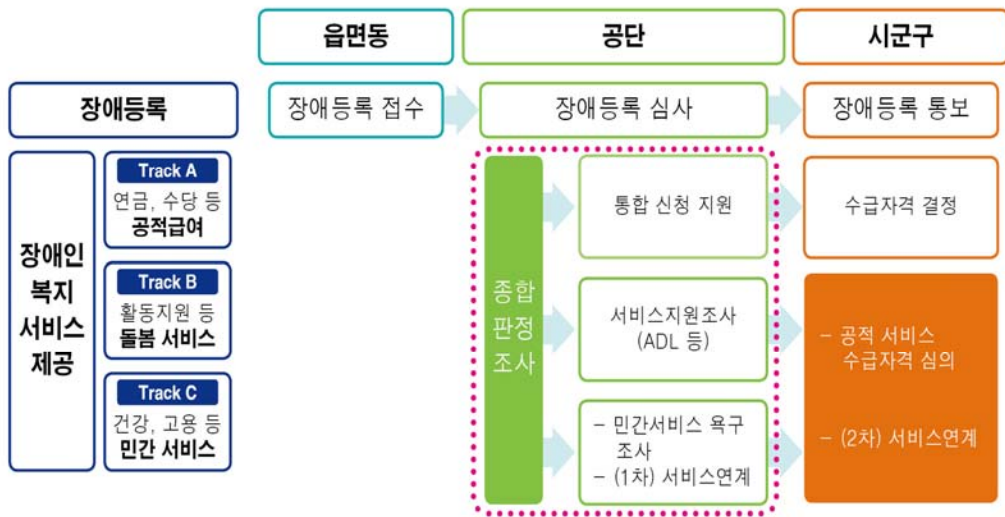 읍면동
공단
시군구
장애등록
장애등록 접수
장애등록 심사
장애등록 통보
장애인
복지
서비스
제공
Track A
연금, 수당 등
공적급여
Track B
활동지원 등
돌봄 서비스
Track C
건강, 고용 등
민간 서비스
종합
판정
조사
통합 신청 지원
수급자격 결정
서비스지원조사
(ADL 등)
– 민간서비스 욕구
조사
– (1차) 서비스연계
– 공적 서비스
수급자격 심의
– (2차) 서비스연계